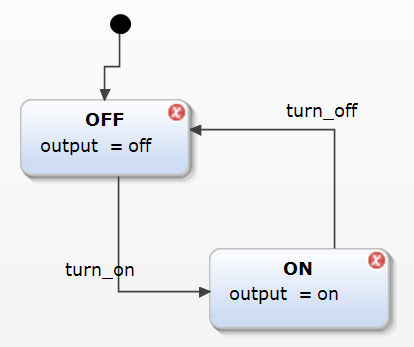 OFF
output = off
turn_off
turn_on
ON
output = on